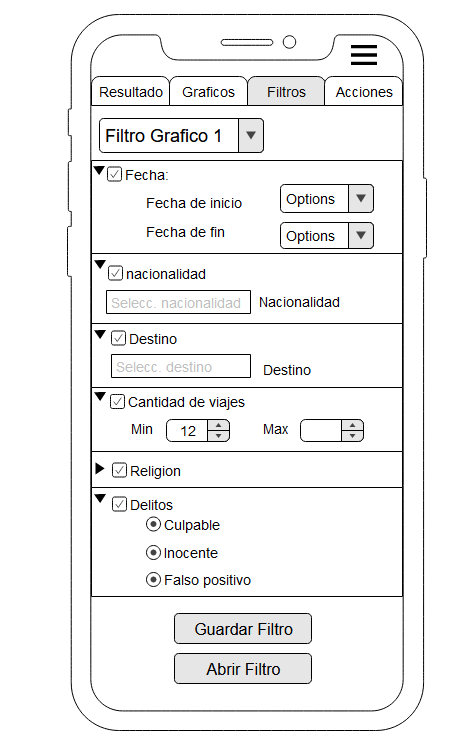 Resultado Graficos Filtros Acciones
Filtro Grafico 1
Fecha:
Fecha de inicio Options
Fecha de fin Options
nacionalidad
Selecc. nacionalidad Nacionalidad
Destino
Selecc. destino Destino
Cantidad de viajes
Min 12 Max
Religion
Delitos
Culpable
Inocente
Falso positivo
Guardar Filtro
Abrir Filtro